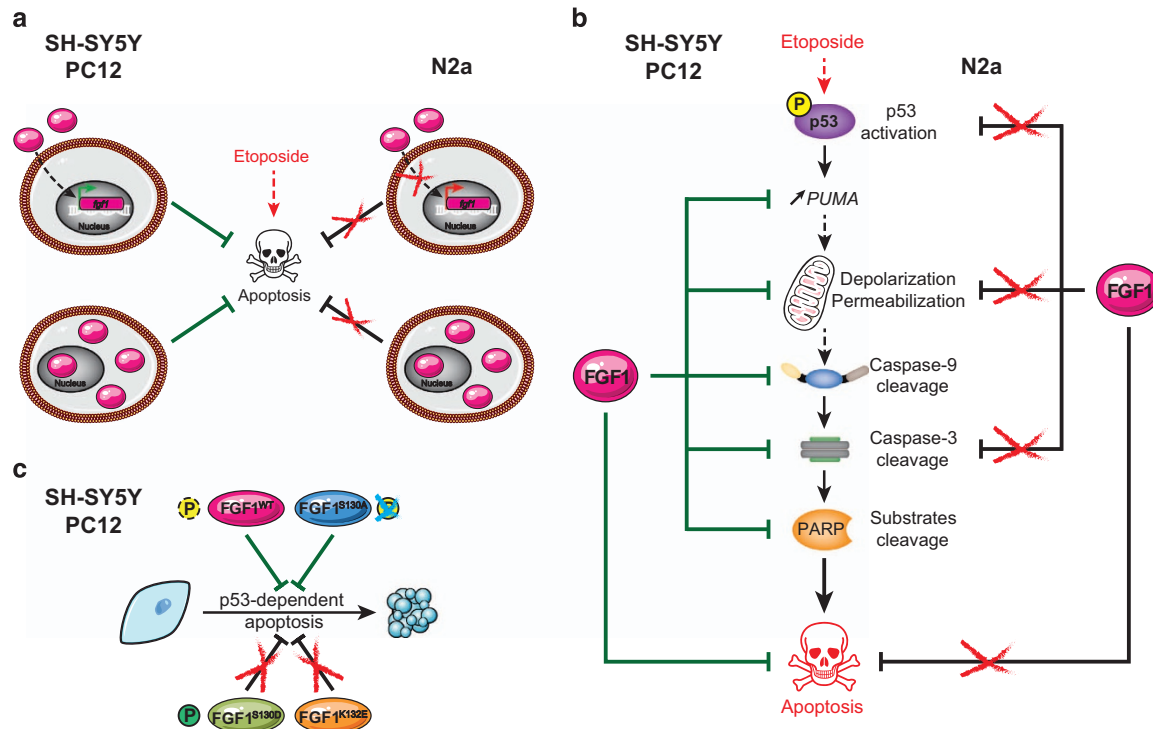 a
SH-SY5Y
PC12
N2a
Etoposide
fgf1
Nucleus
fgf1
Nucleus
Apoptosis
Nucleus
Nucleus
b
SH-SY5Y
PC12
Etoposide
N2a
P
p53
p53
activation
PUMA
Depolarization
Permeabilization
FGF1
FGF1
Caspase-9
cleavage
Caspase-3
cleavage
PARP
Substrates
cleavage
Apoptosis
c
SH-SY5Y
PC12
P
FGF1WT
FGF1S130A
P
p53-dependent
apoptosis
P
FGF1S130D
FGF1K132E